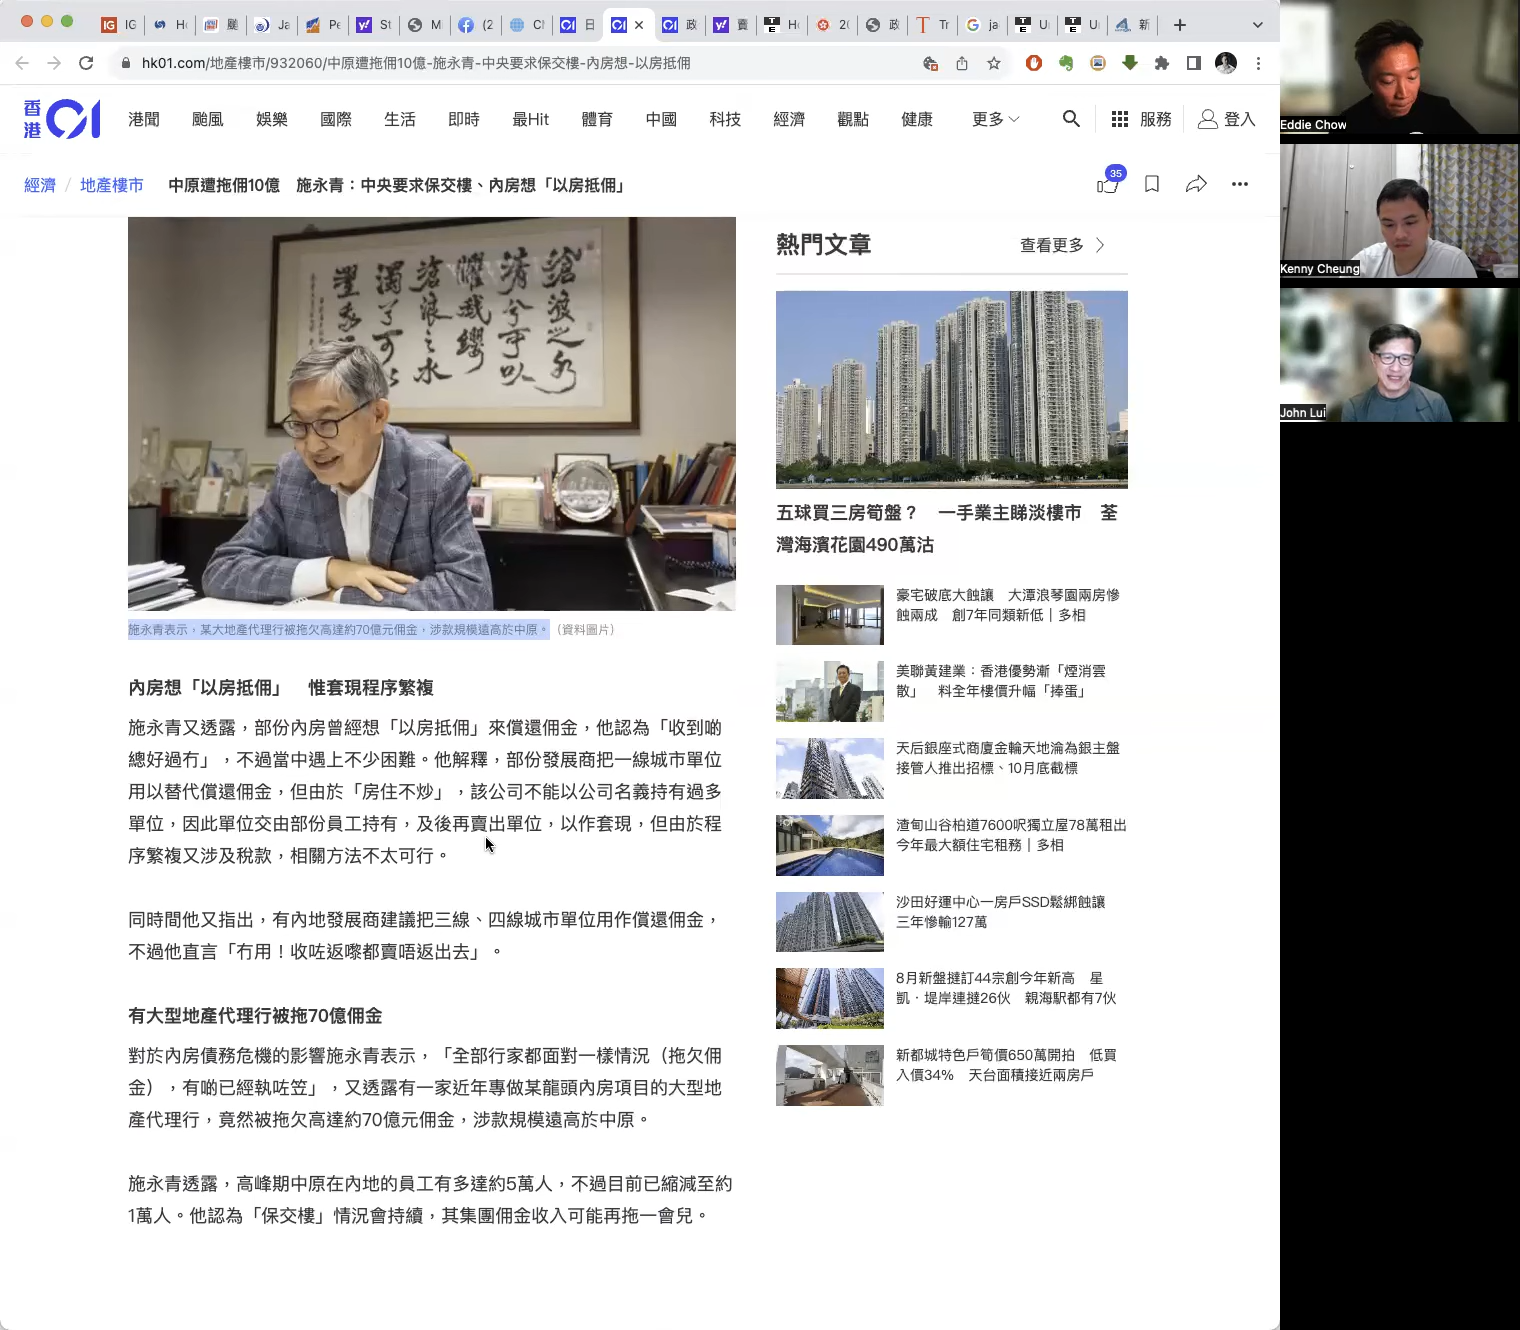 IG
H
Ja
Pe
St
M
(2
Cl
日
政
賣
H
20
政
Tr
ja
U
U
新
hk01.com/地產樓市/932060/中原遭拖佣10億-施永青-中央要求保交樓-內房想-以房抵佣
香港01
港聞 颱風 娛樂 國際 生活 即時 最Hit 體育 中國 科技 經濟 觀點 健康 更多
服務 登入
經濟 / 地產樓市 中原遭拖佣10億 施永青：中央要求保交樓、內房想「以房抵佣」
35
滄浪之水
清兮可以
濯我纓
滄浪之水
濁兮可以
施永青表示，某大地產代理行被拖欠高達約70億元佣金，涉款規模遠高於中原。（資料圖片）
內房想「以房抵佣」 惟套現程序繁複
施永青又透露，部份內房曾經想「以房抵佣」來償還佣金，他認為「收到啲
總好過冇」，不過當中遇上不少困難。他解釋，部份發展商把一線城市單位
用以替代償還佣金，但由於「房住不炒」，該公司不能以公司名義持有過多
單位，因此單位交由部份員工持有，及後再賣出單位，以作套現，但由於程
序繁複又涉及稅款，相關方法不太可行。
同時間他又指出，有內地發展商建議把三線、四線城市單位用作償還佣金，
不過他直言「冇用！收咗返嚟都賣唔返出去」。
有大型地產代理行被拖70億佣金
對於內房債務危機的影響施永青表示，「全部行家都面對一樣情況（拖欠佣
金），有啲已經執咗笠」，又透露有一家近年專做某龍頭內房項目的大型地
產代理行，竟然被拖欠高達約70億元佣金，涉款規模遠高於中原。
施永青透露，高峰期中原在內地的員工有多達約5萬人，不過目前已縮減至約
1萬人。他認為「保交樓」情況會持續，其集團佣金收入可能再拖一會兒。
熱門文章
查看更多
五球買三房筍盤？ 一手業主睇淡樓市 荃
灣海濱花園490萬沽
豪宅破底大蝕讓 大潭浪琴園兩房慘
蝕兩成 創7年同類新低｜多相
美聯黃建業：香港優勢漸「煙消雲
散」 料全年樓價升幅「捧蛋」
天后銀座式商廈金輪天地淪為銀主盤
接管人推出招標、10月底截標
渣甸山谷柏道7600呎獨立屋78萬租出
今年最大額住宅租務｜多相
沙田好運中心一房戶SSD鬆綁蝕讓
三年慘輸127萬
8月新盤撻訂44宗創今年新高 星
凱．堤岸連撻26伙 親海駅都有7伙
新都城特色戶筍價650萬開拍 低買
入價34% 天台面積接近兩房戶
Eddie Chow
Kenny Cheung
John Lui